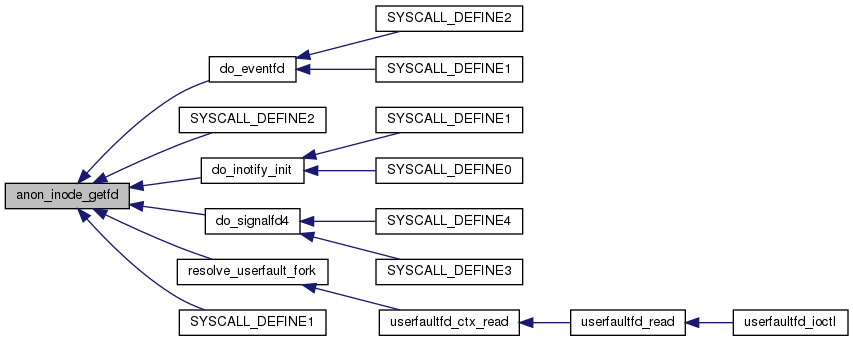 SYSCALL_DEFINE2
do_eventfd
SYSCALL_DEFINE1
SYSCALL_DEFINE2
SYSCALL_DEFINE1
do_inotify_init
SYSCALL_DEFINE0
anon_inode_getfd
do_signalfd4
SYSCALL_DEFINE4
resolve_userfault_fork
SYSCALL_DEFINE3
SYSCALL_DEFINE1
userfaultfd_ctx_read
userfaultfd_read
userfaultfd_ioctl